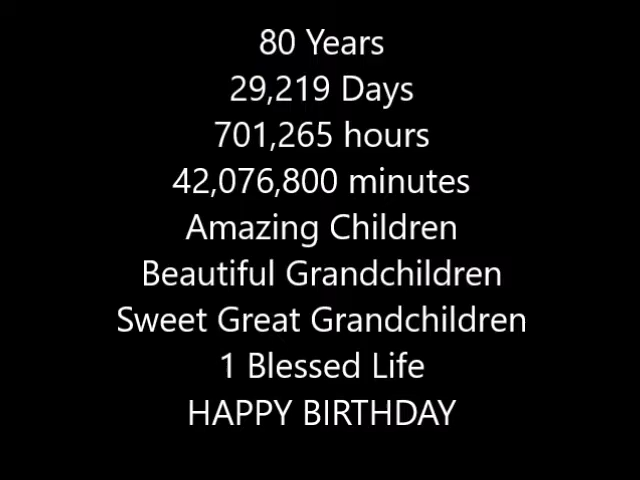 80 Years
29,219 Days
701,265 hours
42,076,800 minutes
Amazing Children
Beautiful Grandchildren
Sweet Great Grandchildren
1 Blessed Life
HAPPY BIRTHDAY